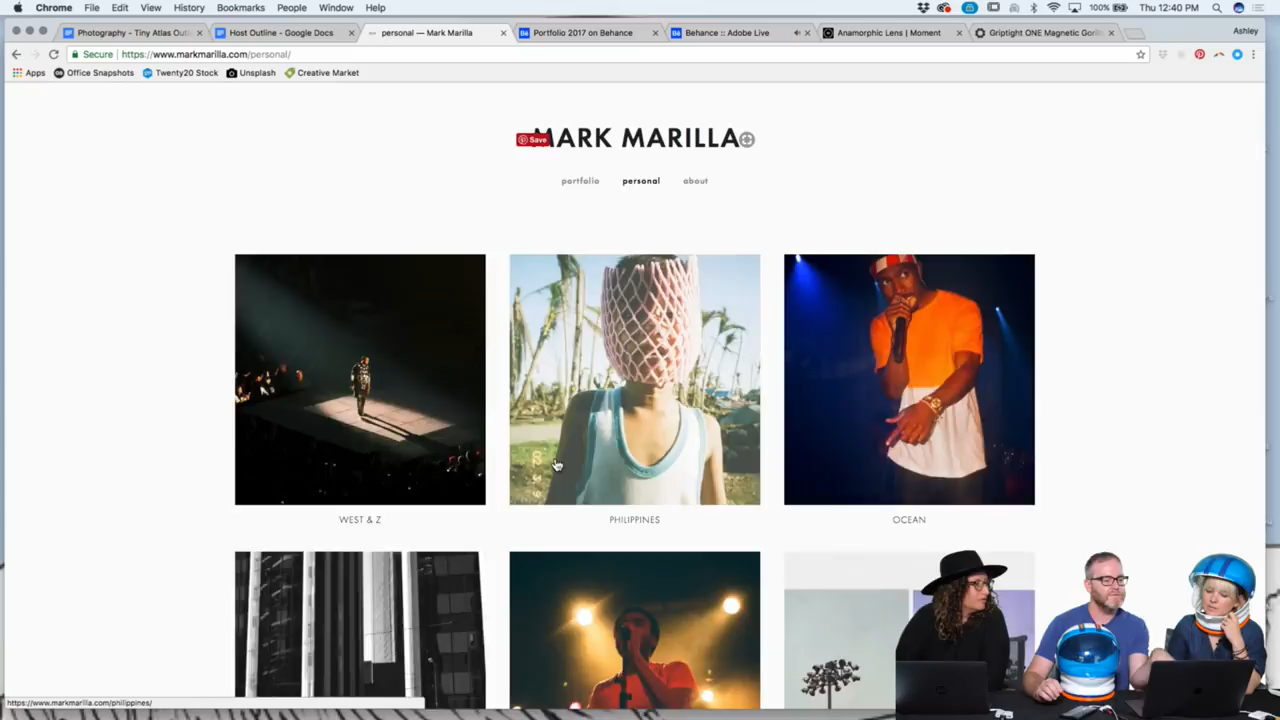 Chrome File Edit View History Bookmarks People Window Help 100% Thu 12:40 PM Ashley
Photography - Tiny Atlas Outl
Host Outline - Google Docs
personal — Mark Marilla
Portfolio 2017 on Behance
Behance :: Adobe Live
Anamorphic Lens | Moment
Griptight ONE Magnetic Goril
Ashley
Secure https://www.markmarilla.com/personal/
Apps Office Snapshots Twenty20 Stock Unsplash Creative Market
Save
MARK MARILLA
portfolio personal about
WEST & Z PHILIPPINES OCEAN
https://www.markmarilla.com/philippines/